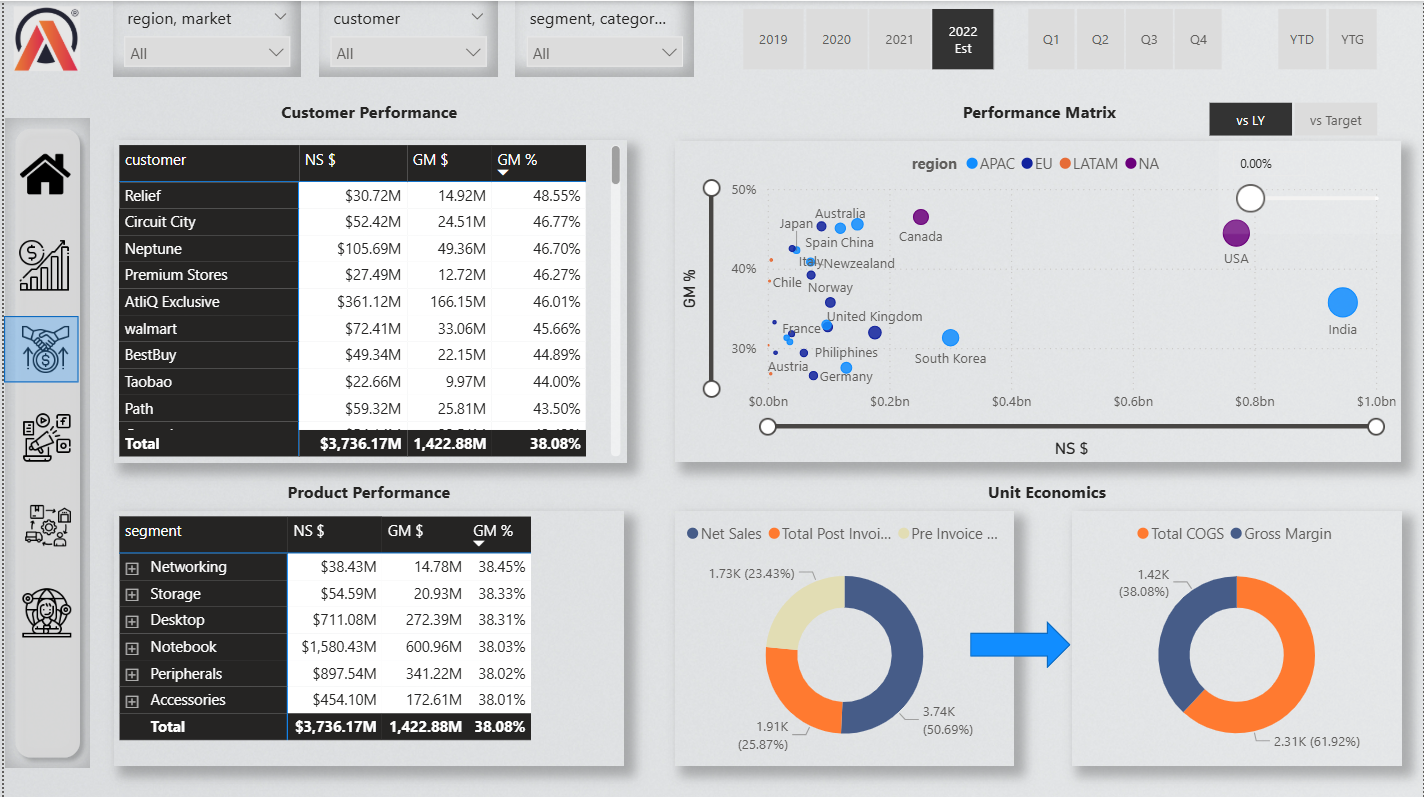 region, market
customer
segment, categor...
All
All
All
2019
2020
2021
2022
Est
Q1
Q2
Q3
Q4
YTD
YTG
Customer Performance
customer NS $ GM $ GM %
Relief $30.72M 14.92M 48.55%
Circuit City $52.42M 24.51M 46.77%
Neptune $105.69M 49.36M 46.70%
Premium Stores $27.49M 12.72M 46.27%
AtliQ Exclusive $361.12M 166.15M 46.01%
walmart $72.41M 33.06M 45.66%
BestBuy $49.34M 22.15M 44.89%
Taobao $22.66M 9.97M 44.00%
Path $59.32M 25.81M 43.50%
Total $3,736.17M 1,422.88M 38.08%
Performance Matrix
vs LY
vs Target
region APAC EU LATAM NA
0.00%
GM %
50%
40%
30%
Australia
Japan
Spain China
Canada
USA
Italy
Newzealand
Chile
Norway
United Kingdom
India
France
South Korea
Philiphines
Austria
Germany
$0.0bn $0.2bn $0.4bn $0.6bn $0.8bn $1.0bn
NS $
Product Performance
segment NS $ GM $ GM %
Networking $38.43M 14.78M 38.45%
Storage $54.59M 20.93M 38.33%
Desktop $711.08M 272.39M 38.31%
Notebook $1,580.43M 600.96M 38.03%
Peripherals $897.54M 341.22M 38.02%
Accessories $454.10M 172.61M 38.01%
Total $3,736.17M 1,422.88M 38.08%
Unit Economics
Net Sales Total Post Invoi... Pre Invoice ...
1.73K (23.43%)
1.91K
(25.87%)
3.74K
(50.69%)
Total COGS Gross Margin
1.42K
(38.08%)
2.31K (61.92%)